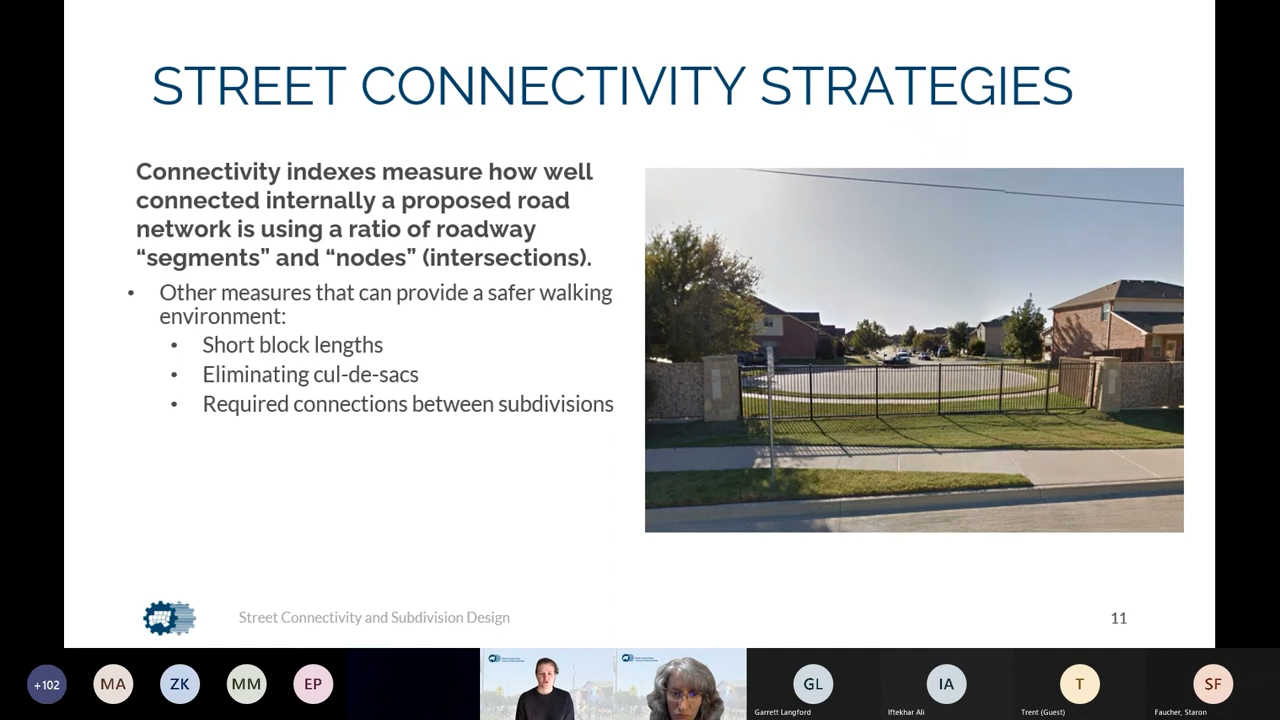 STREET CONNECTIVITY STRATEGIES
Connectivity indexes measure how well
connected internally a proposed road
network is using a ratio of roadway
“segments” and “nodes” (intersections).
• Other measures that can provide a safer walking
environment:
• Short block lengths
• Eliminating cul-de-sacs
• Required connections between subdivisions
Street Connectivity and Subdivision Design
11
+102
MA
ZK
MM
EP
GL
IA
T
SF
Garrett Langford
Iftekhar Ali
Trent (Guest)
Faucher, Staron